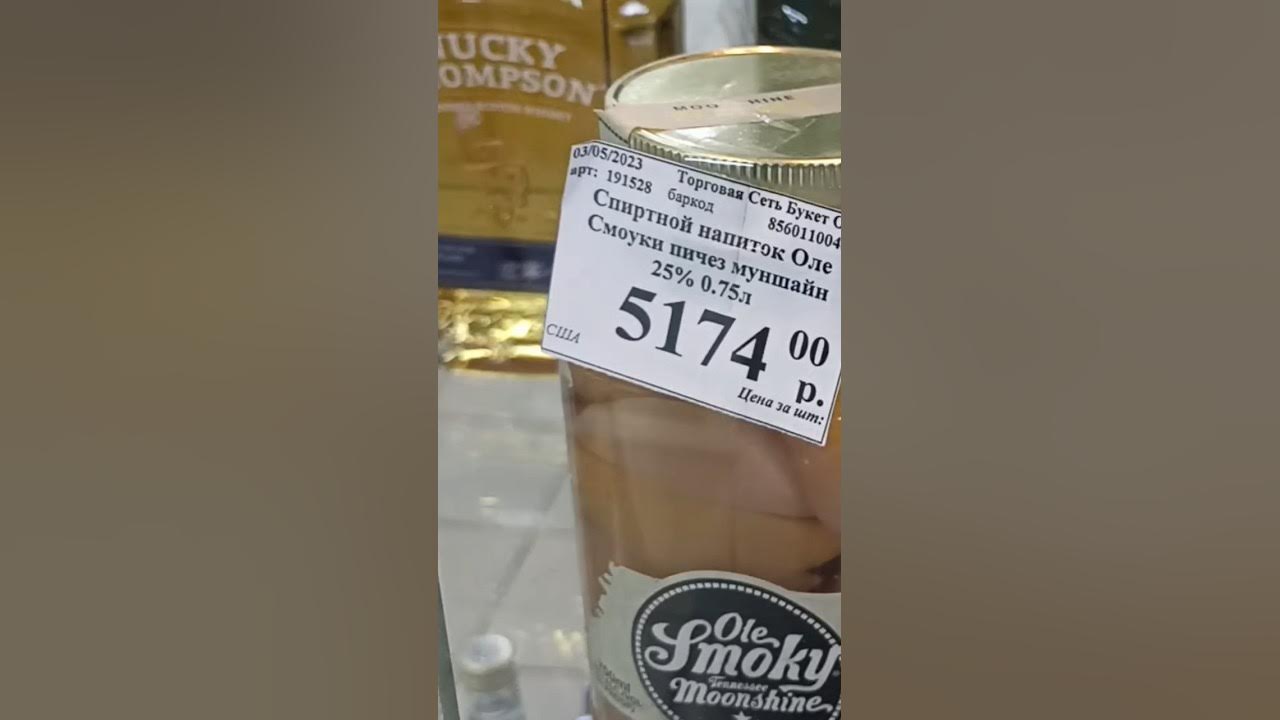 UCKY
OMPSON
MOO HINE
03/05/2023
арт: 191528 Торговая Сеть Букет
баркод 856011004
Спиртной напиток Оле
Смоуки пичез муншайн
25% 0.75л
США 5174 00
р.
Цена за шт:
Ole
Smoky
Tennessee
Moonshine